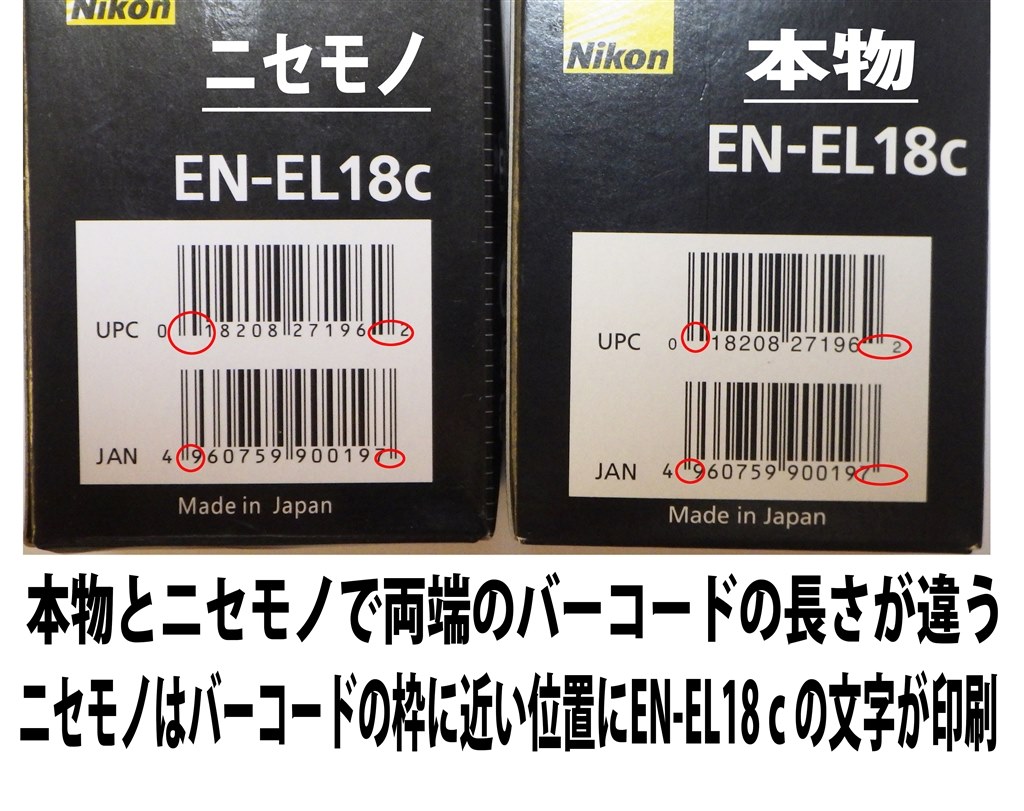 Nikon
ニセモノ
EN-EL18c
UPC 0 18208 27196 2
JAN 4 960759 900197
Made in Japan
Nikon
本物
EN-EL18c
UPC 0 18208 27196 2
JAN 4 960759 900197
Made in Japan
本物とニセモノで両端のバーコードの長さが違う
ニセモノはバーコードの枠に近い位置にEN-EL18ｃの文字が印刷